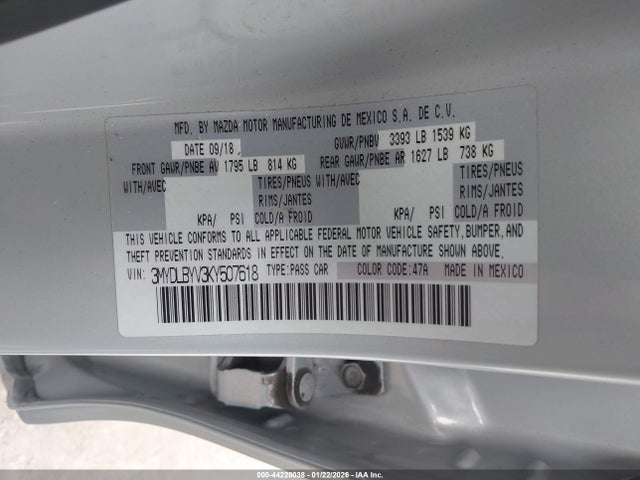 MFD. BY MAZDA MOTOR MANUFACTURING DE MEXICO S.A. DE C.V.
DATE 09/18 GVWR/PNBV 3393 LB 1539 KG
FRONT GAWR/PNBE AV 1795 LB 814 KG REAR GAWR/PNBE AR 1627 LB 738 KG
WITH/AVEC TIRES/PNEUS WITH/AVEC TIRES/PNEUS
RIMS/JANTES RIMS/JANTES
KPA/ PSI COLD/A FROID KPA/ PSI COLD/A FROID
THIS VEHICLE CONFORMS TO ALL APPLICABLE FEDERAL MOTOR VEHICLE SAFETY, BUMPER, AND
THEFT PREVENTION STANDARDS IN EFFECT ON THE DATE OF MANUFACTURE SHOWN ABOVE.
VIN: 3MYDLBYV3KY507618 TYPE:PASS CAR COLOR CODE:47A MADE IN MEXICO
000-44228038 - 01/22/2026 - IAA Inc.